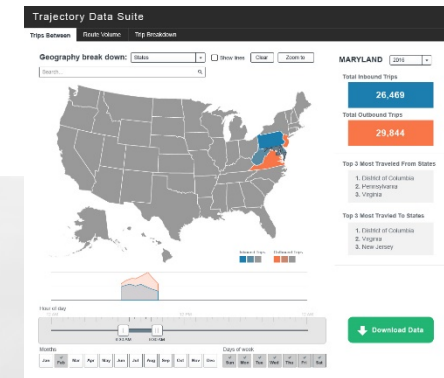 Trajectory Data Suite
Trips Between Route Volume Trip Breakdown
Geography break down: States Show lines Clear Zoom to
Search...
MARYLAND 2015
Total Inbound Trips
26,469
Total Outbound Trips
29,844
Top 3 Most Traveled From States
1. District of Columbia
2. Pennsylvania
3. Virginia
Top 3 Most Travled To States
1. District of Columbia
2. Virginia
3. New Jersey
Inbound Trips Outbound Trips
Hour of day
12 PM
Download Data
Months
Jan Feb Mar Apr May Jun Jul Aug Sep Oct Nov Dec
Days of week
Sun Mon Tue Wed Thu Fri Sat